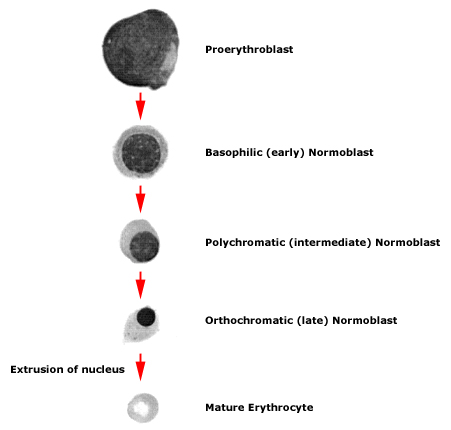 Proerythroblast
Basophilic (early) Normoblast
Polychromatic (intermediate) Normoblast
Orthochromatic (late) Normoblast
Extrusion of nucleus
Mature Erythrocyte